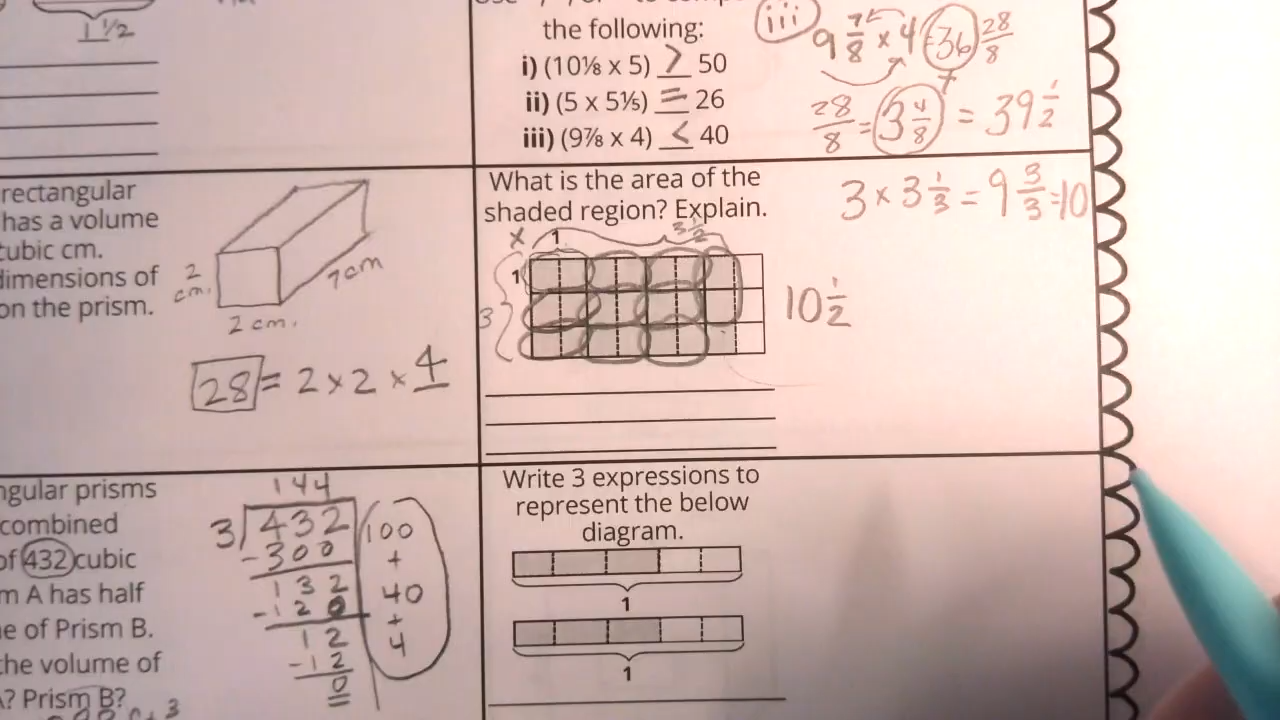 1 1/2
the following:
i) (10⅛ x 5) > 50
ii) (5 x 5⅕) = 26
iii) (9⅞ x 4) < 40
iii
9 7/8 x 4 = 36 28/8
+
28/8 = 3 4/8 = 39 1/2
rectangular
has a volume
cubic cm.
dimensions of
on the prism.
2
cm.
7cm
2 cm.
28 = 2 x 2 x 4
What is the area of the
shaded region? Explain.
X 1 3 1/2
1
3
10 1/2
3 x 3 1/3 = 9 3/3 = 10
ngular prisms
combined
of 432 cubic
m A has half
e of Prism B.
the volume of
A? Prism B?
144
3 432
-300
132
-120
12
-12
0
100
+
40
+
4
Write 3 expressions to
represent the below
diagram.
1
1